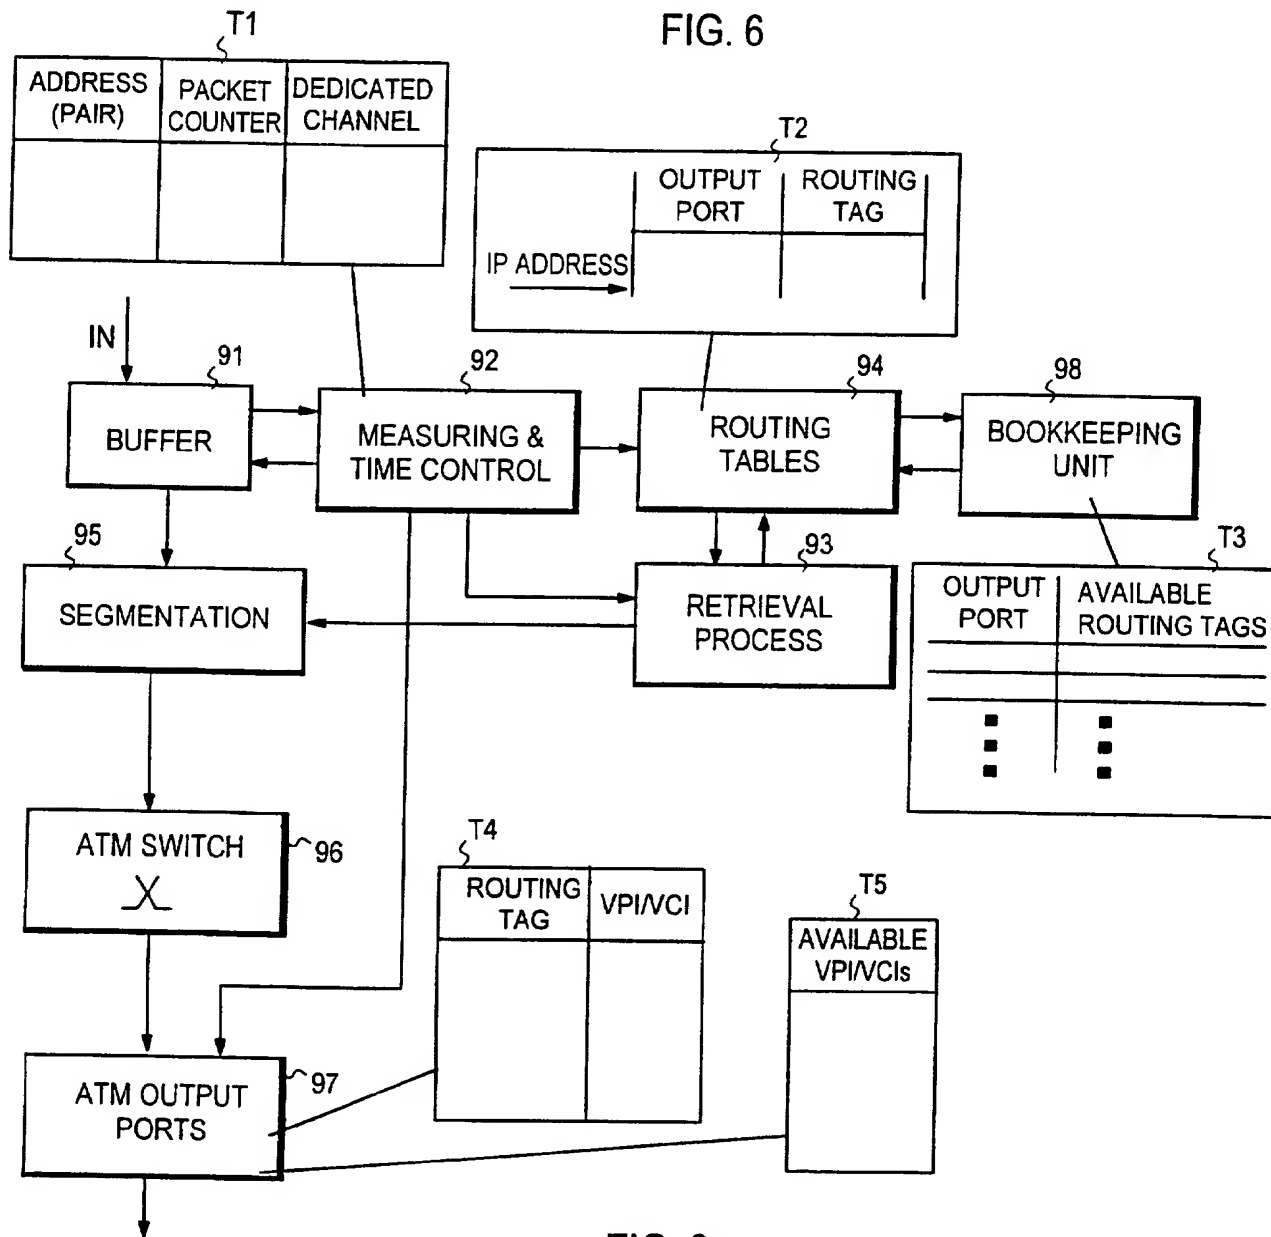 FIG. 6
T1
ADDRESS
(PAIR)
PACKET
COUNTER
DEDICATED
CHANNEL
T2
OUTPUT
PORT
ROUTING
TAG
IP ADDRESS
IN
91
BUFFER
92
MEASURING &
TIME CONTROL
94
ROUTING
TABLES
98
BOOKKEEPING
UNIT
95
SEGMENTATION
93
RETRIEVAL
PROCESS
T3
OUTPUT
PORT
AVAILABLE
ROUTING TAGS
ATM SWITCH
96
T4
ROUTING
TAG
VPI/VCI
T5
AVAILABLE
VPI/VCIs
ATM OUTPUT
PORTS
97